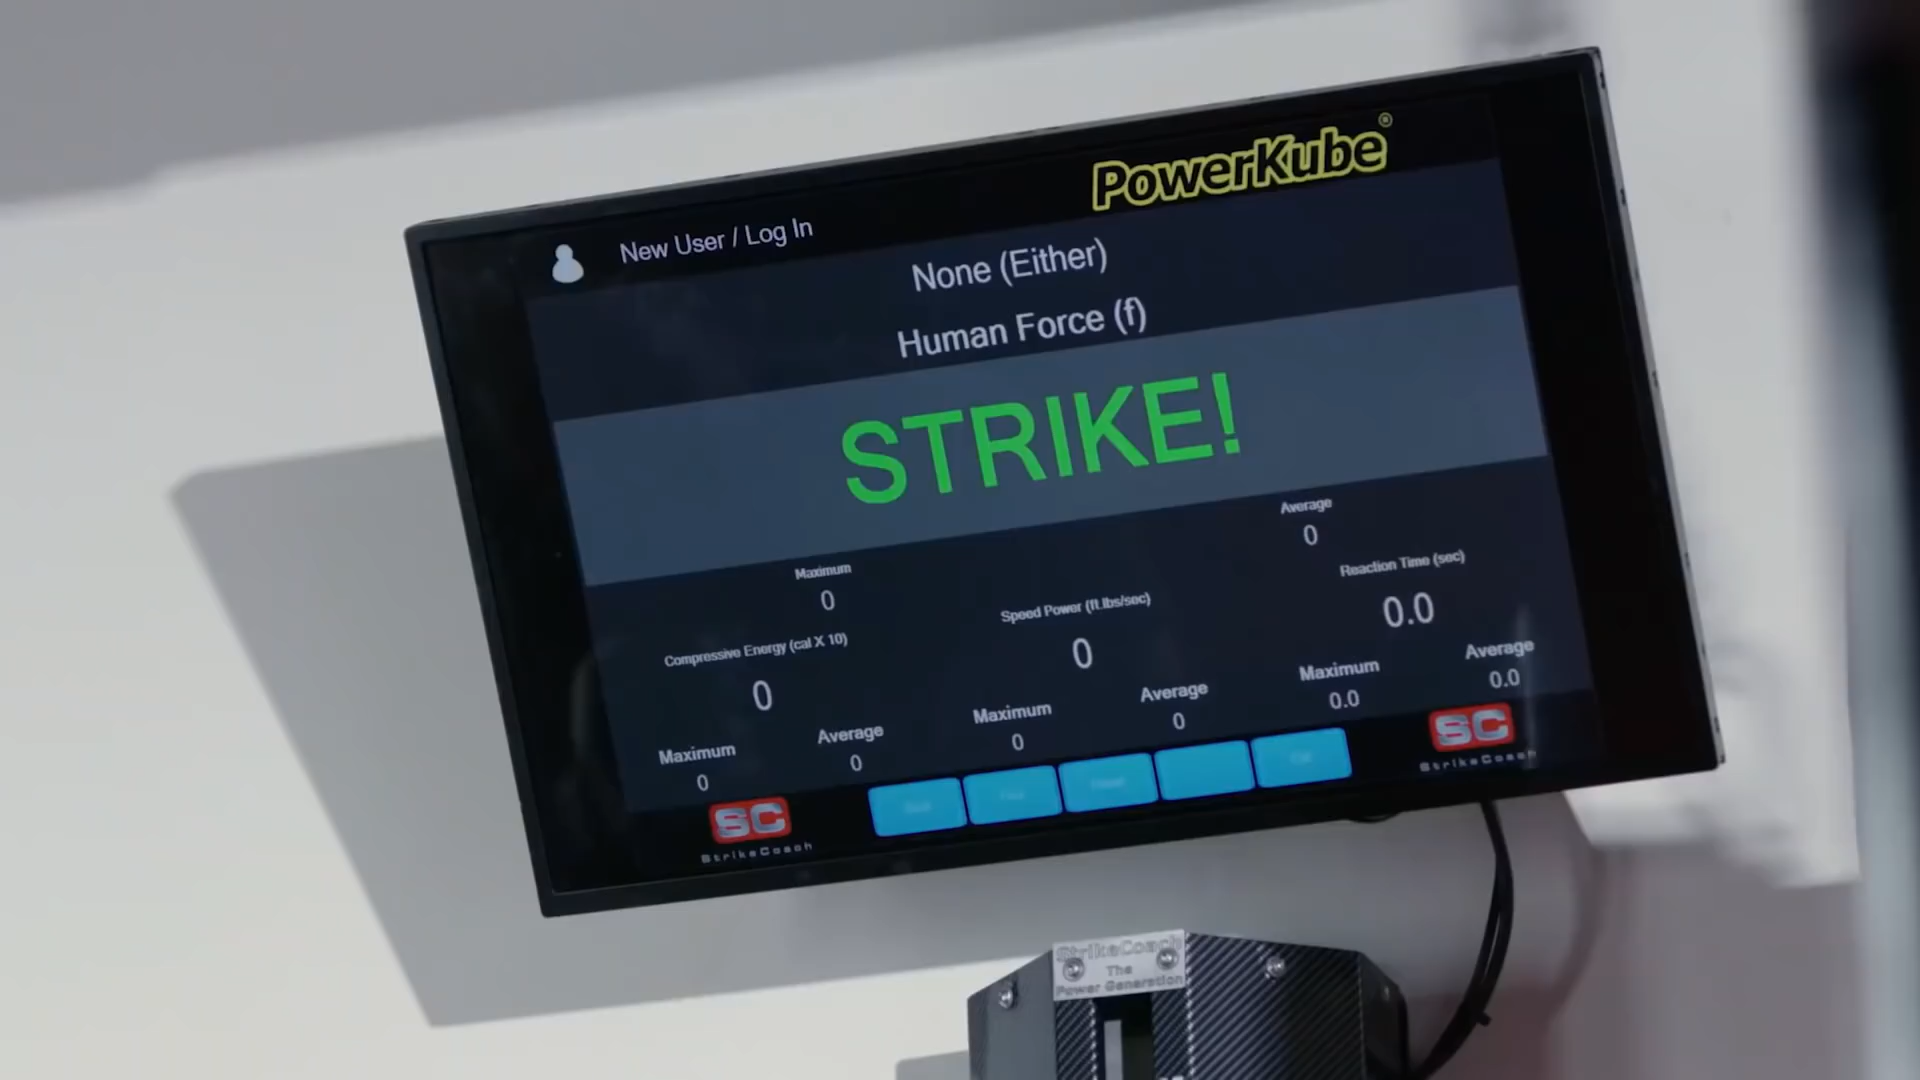 PowerKube®
New User / Log In
None (Either)
Human Force (f)
STRIKE!
Maximum
0
Average
0
Compressive Energy (cal X 10)
0
Speed Power (ft.lbs/sec)
0
Reaction Time (sec)
0.0
Maximum
0
Average
0
Maximum
0
Average
0
Maximum
0.0
Average
0.0
SC
StrikeCoach
SC
StrikeCoach
StrikeCoach
The
Power Generation